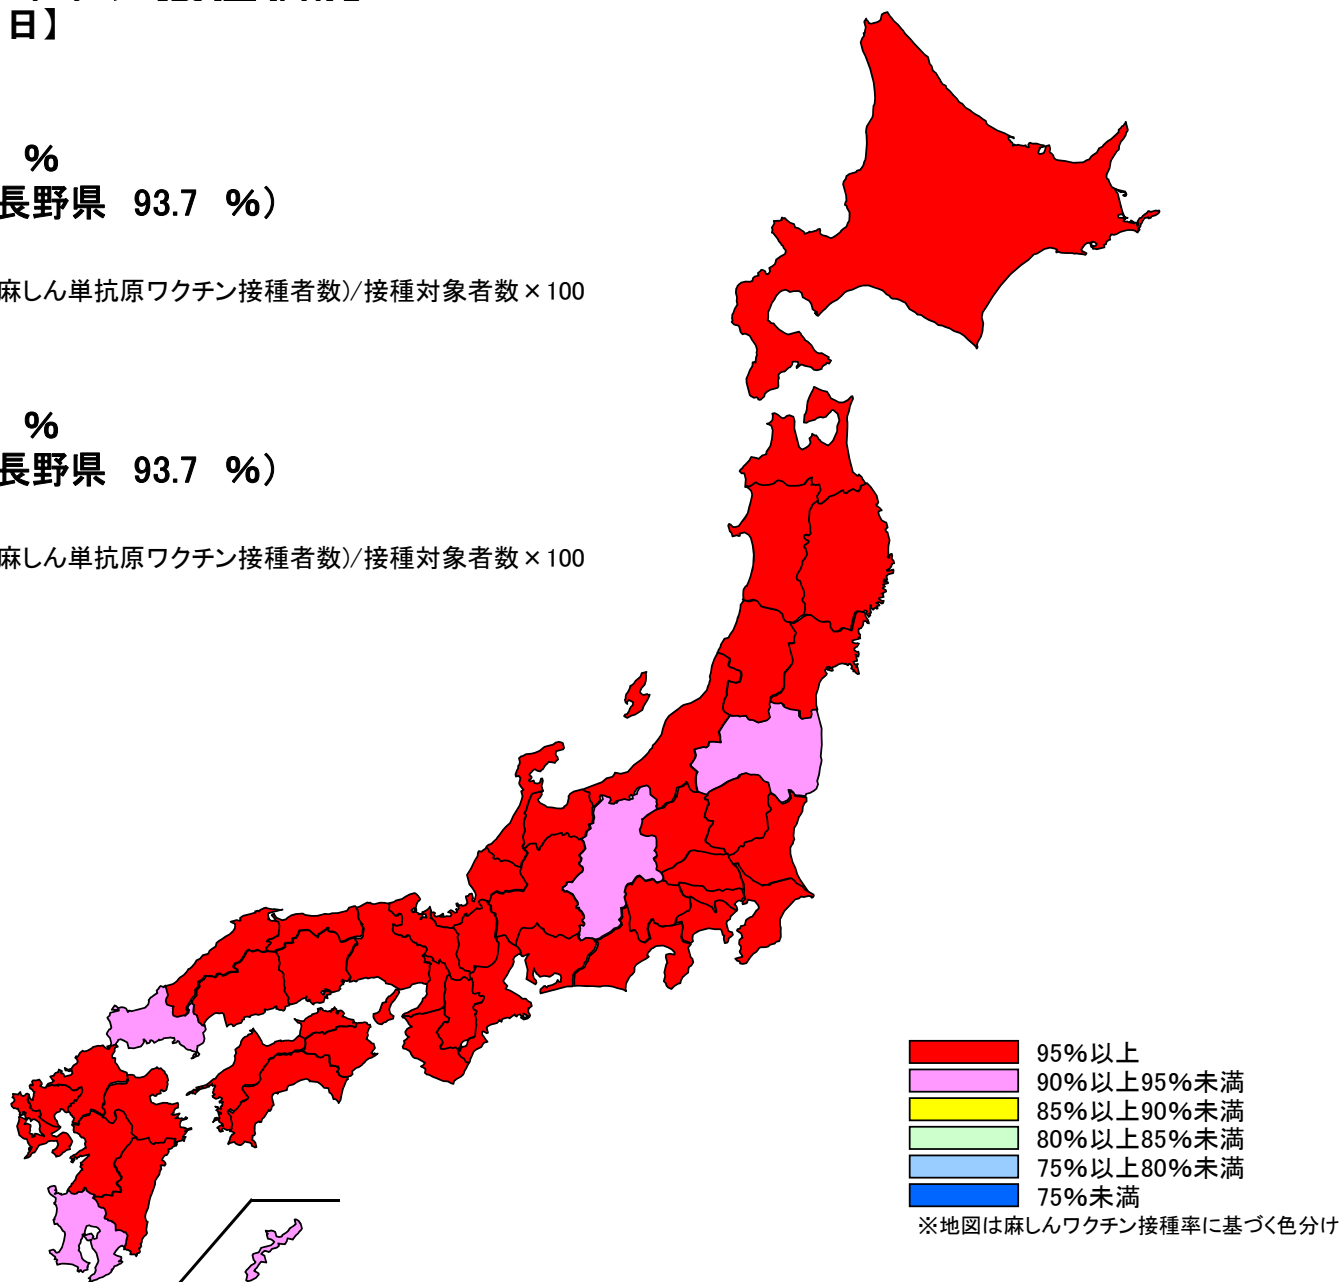 日】
%
長野県 93.7 %)
麻しん単抗原ワクチン接種者数)/接種対象者数×100
%
長野県 93.7 %)
麻しん単抗原ワクチン接種者数)/接種対象者数×100
95%以上
90%以上95%未満
85%以上90%未満
80%以上85%未満
75%以上80%未満
75%未満
※地図は麻しんワクチン接種率に基づく色分け